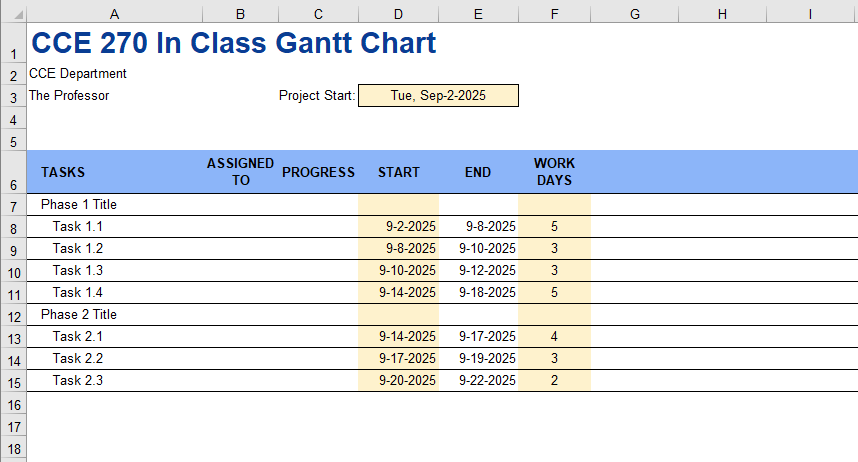 A B C D E F G H I
1 CCE 270 In Class Gantt Chart
2 CCE Department
3 The Professor Project Start: Tue, Sep-2-2025
4
5
6 TASKS ASSIGNED TO PROGRESS START END WORK DAYS
7 Phase 1 Title
8 Task 1.1 9-2-2025 9-8-2025 5
9 Task 1.2 9-8-2025 9-10-2025 3
10 Task 1.3 9-10-2025 9-12-2025 3
11 Task 1.4 9-14-2025 9-18-2025 5
12 Phase 2 Title
13 Task 2.1 9-14-2025 9-17-2025 4
14 Task 2.2 9-17-2025 9-19-2025 3
15 Task 2.3 9-20-2025 9-22-2025 2
16
17
18